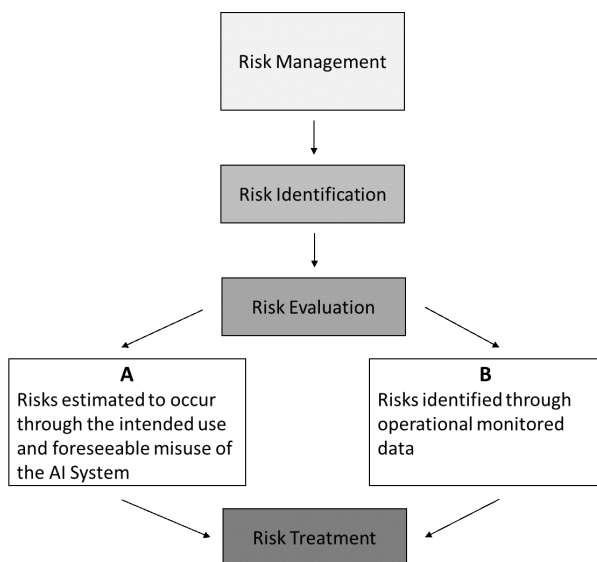 Risk Management
Risk Identification
Risk Evaluation
A
Risks estimated to occur
through the intended use
and foreseeable misuse of
the AI System
B
Risks identified through
operational monitored
data
Risk Treatment